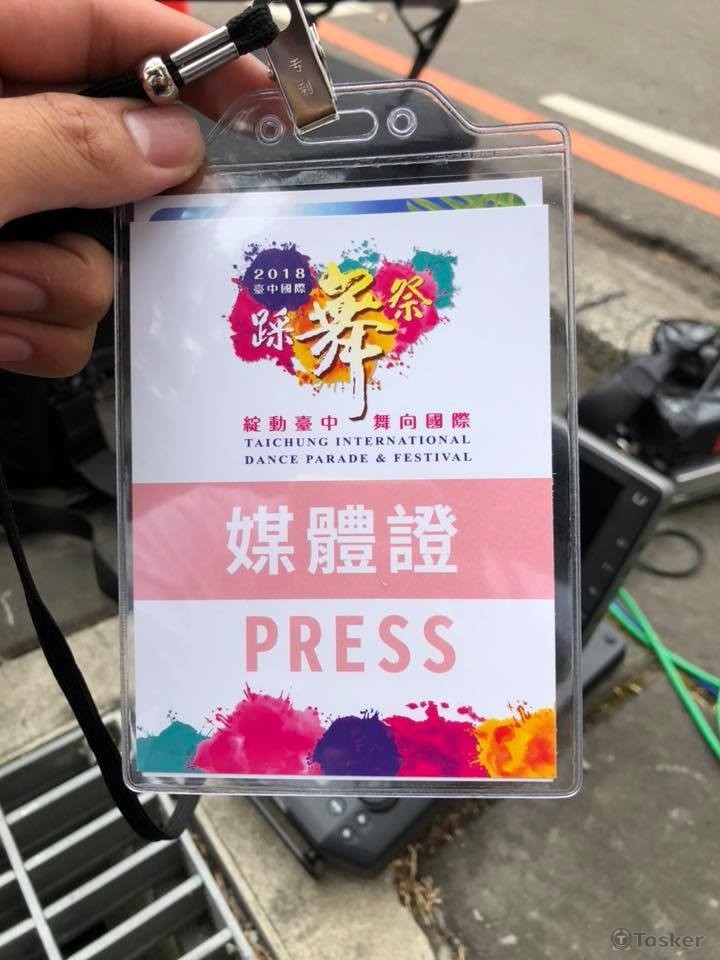 2018
臺中國際
踩舞祭
綻動臺中 舞向國際
TAICHUNG INTERNATIONAL
DANCE PARADE & FESTIVAL
媒體證
PRESS
Tasker